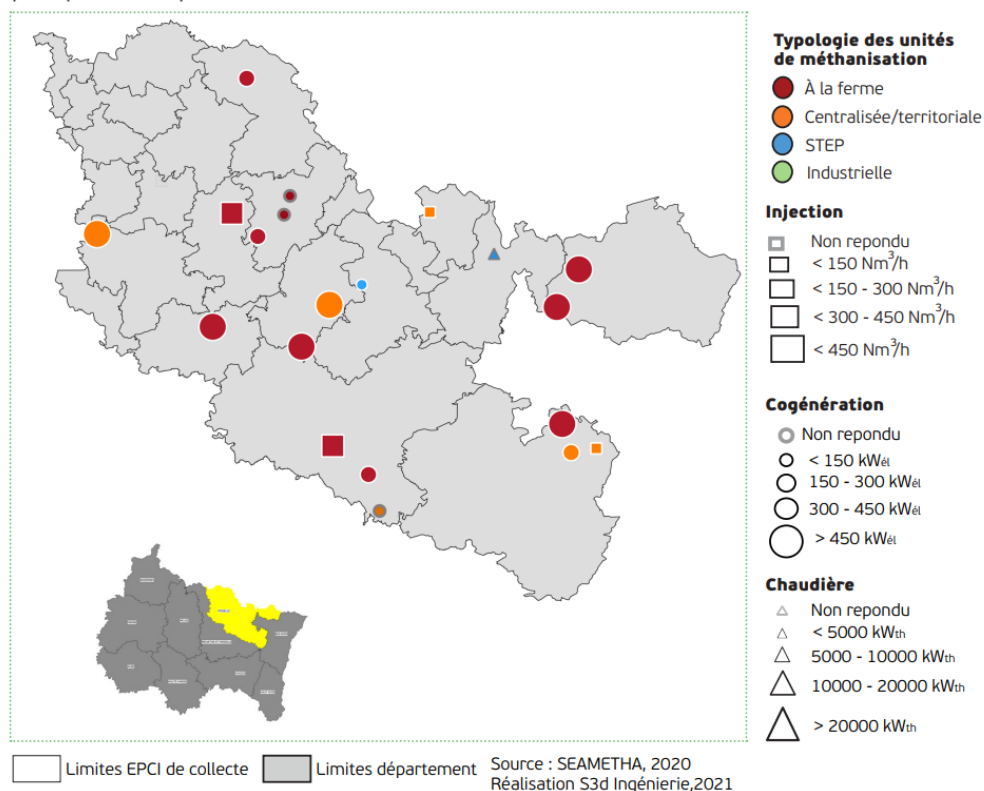 Typologie des unités
de méthanisation
À la ferme
Centralisée/territoriale
STEP
Industrielle
Injection
Non repondu
< 150 Nm³/h
< 150 - 300 Nm³/h
< 300 - 450 Nm³/h
< 450 Nm³/h
Cogénération
Non repondu
< 150 kWél
150 - 300 kWél
300 - 450 kWél
> 450 kWél
Chaudière
Non repondu
< 5000 kWth
5000 - 10000 kWth
10000 - 20000 kWth
> 20000 kWth
Limites EPCI de collecte
Limites département
Source : SEAMETHA, 2020
Réalisation S3d Ingénierie,2021